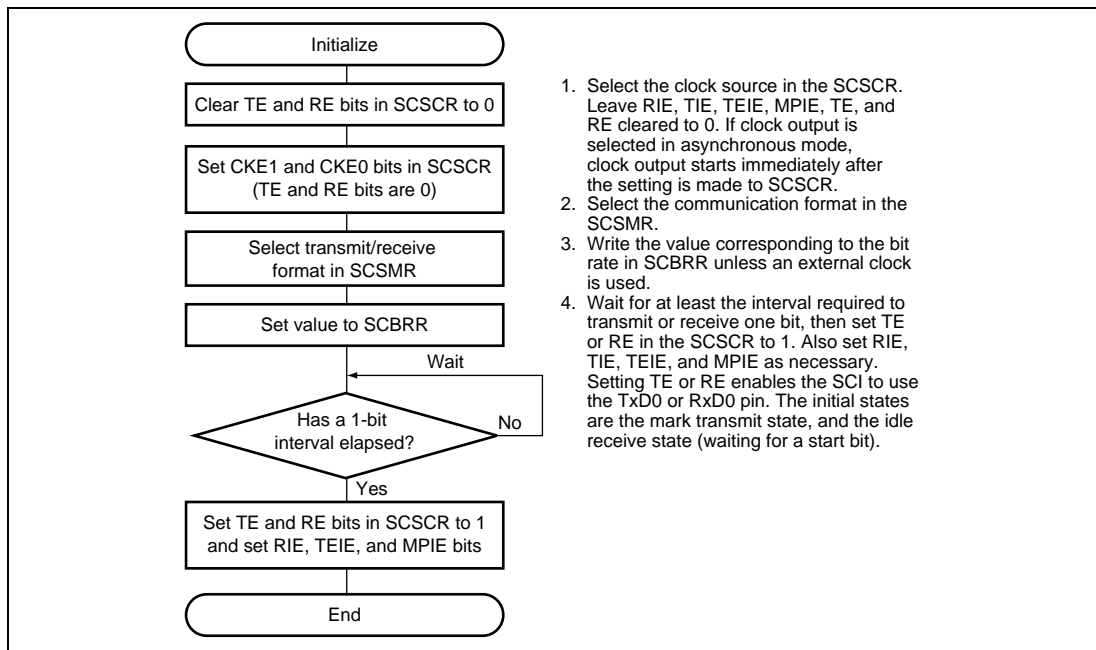 Initialize
Clear TE and RE bits in SCSCR to 0
Set CKE1 and CKE0 bits in SCSCR
(TE and RE bits are 0)
Select transmit/receive
format in SCSMR
Set value to SCBRR
Wait
Has a 1-bit
interval elapsed?
No
Yes
Set TE and RE bits in SCSCR to 1
and set RIE, TEIE, and MPIE bits
End
1. Select the clock source in the SCSCR.
Leave RIE, TIE, TEIE, MPIE, TE, and
RE cleared to 0. If clock output is
selected in asynchronous mode,
clock output starts immediately after
the setting is made to SCSCR.
2. Select the communication format in the
SCSMR.
3. Write the value corresponding to the bit
rate in SCBRR unless an external clock
is used.
4. Wait for at least the interval required to
transmit or receive one bit, then set TE
or RE in the SCSCR to 1. Also set RIE,
TIE, TEIE, and MPIE as necessary.
Setting TE or RE enables the SCI to use
the TxD0 or RxD0 pin. The initial states
are the mark transmit state, and the idle
receive state (waiting for a start bit).